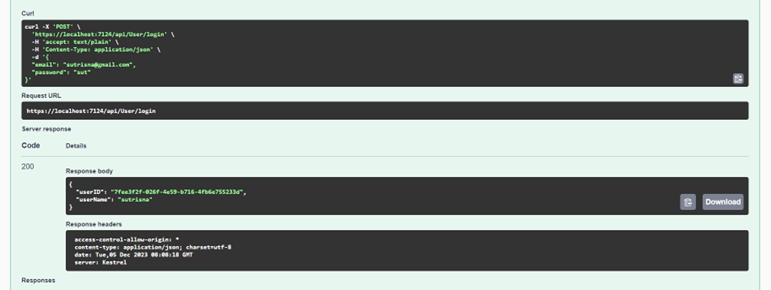 Curl
curl -X 'POST' \
'https://localhost:7124/api/User/login' \
-H 'accept: text/plain' \
-H 'Content-Type: application/json' \
-d '{
"email": "sutrisna@gmail.com",
"password": "sut"
}'
Request URL
https://localhost:7124/api/User/login
Server response
Code Details
200
Response body
{
"userID": "7fee3f2f-026f-4e59-b716-4fb6e755233d",
"userName": "sutrisna"
}
Download
Response headers
access-control-allow-origin: *
content-type: application/json; charset=utf-8
date: Tue,05 Dec 2023 08:08:18 GMT
server: Kestrel
Responses